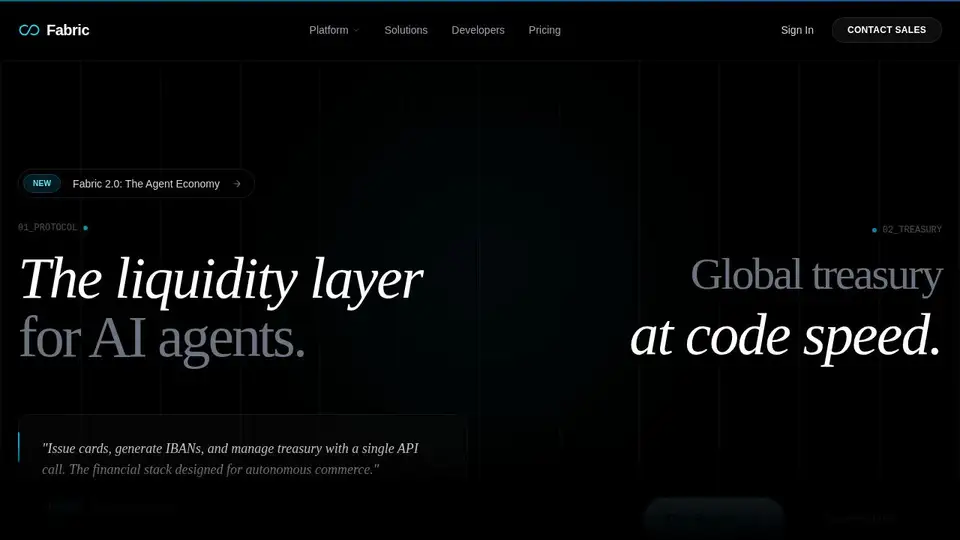 Fabric
Platform
Solutions
Developers
Pricing
Sign In
CONTACT SALES
NEW
Fabric 2.0: The Agent Economy
01_PROTOCOL
The liquidity layer
for AI agents.
02_TREASURY
Global treasury
at code speed.
"Issue cards, generate IBANs, and manage treasury with a single API
call. The financial stack designed for autonomous commerce."